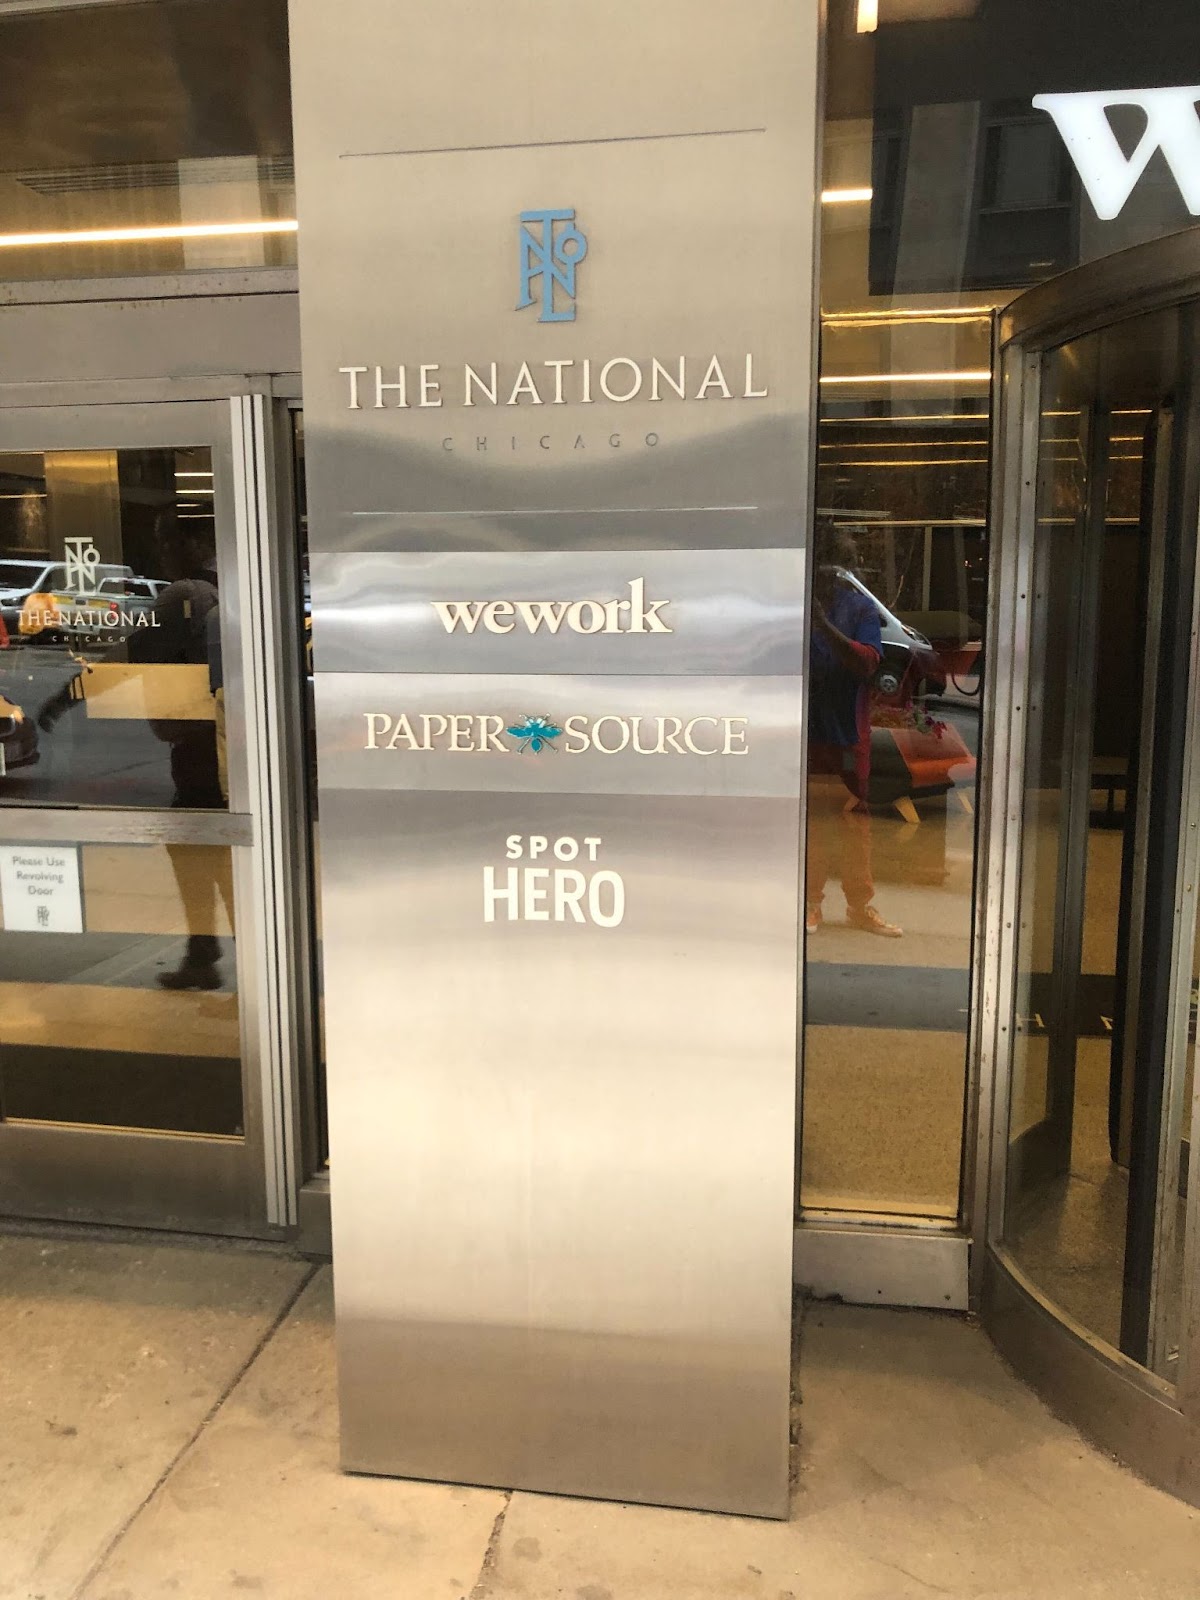 THE NATIONAL
CHICAGO
wework
PAPER SOURCE
SPOT
HERO
THE NATIONAL
CHICAGO
Please Use
Revolving
Door
W